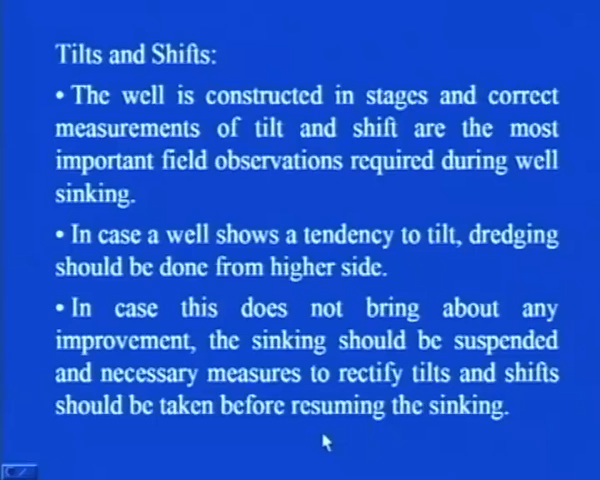 Tilts and Shifts:
• The well is constructed in stages and correct
measurements of tilt and shift are the most
important field observations required during well
sinking.
• In case a well shows a tendency to tilt, dredging
should be done from higher side.
• In case this does not bring about any
improvement, the sinking should be suspended
and necessary measures to rectify tilts and shifts
should be taken before resuming the sinking.